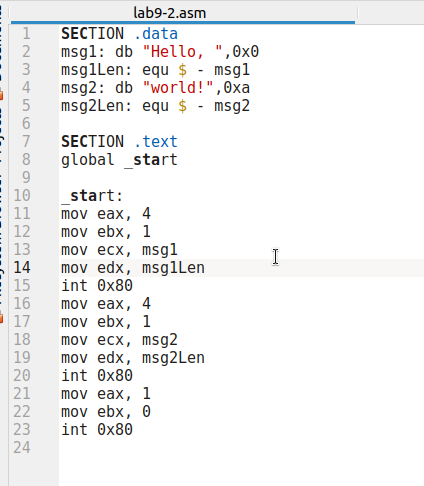 lab9-2.asm
1 SECTION .data
2 msg1: db "Hello, ",0x0
3 msg1Len: equ $ - msg1
4 msg2: db "world!",0xa
5 msg2Len: equ $ - msg2
6
7 SECTION .text
8 global _start
9
10 _start:
11 mov eax, 4
12 mov ebx, 1
13 mov ecx, msg1
14 mov edx, msg1Len
15 int 0x80
16 mov eax, 4
17 mov ebx, 1
18 mov ecx, msg2
19 mov edx, msg2Len
20 int 0x80
21 mov eax, 1
22 mov ebx, 0
23 int 0x80
24